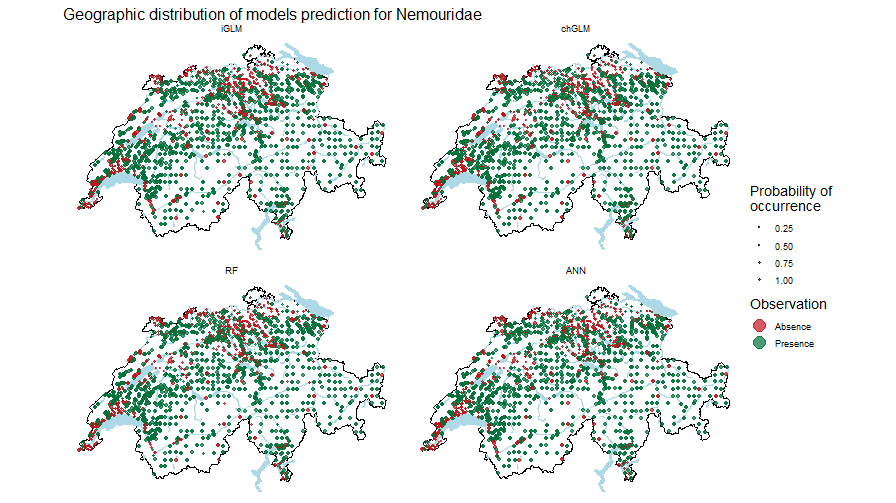 Geographic distribution of models prediction for Nemouridae
iGLM
chGLM
RF
ANN
Probability of
occurrence
0.25
0.50
0.75
1.00
Observation
Absence
Presence